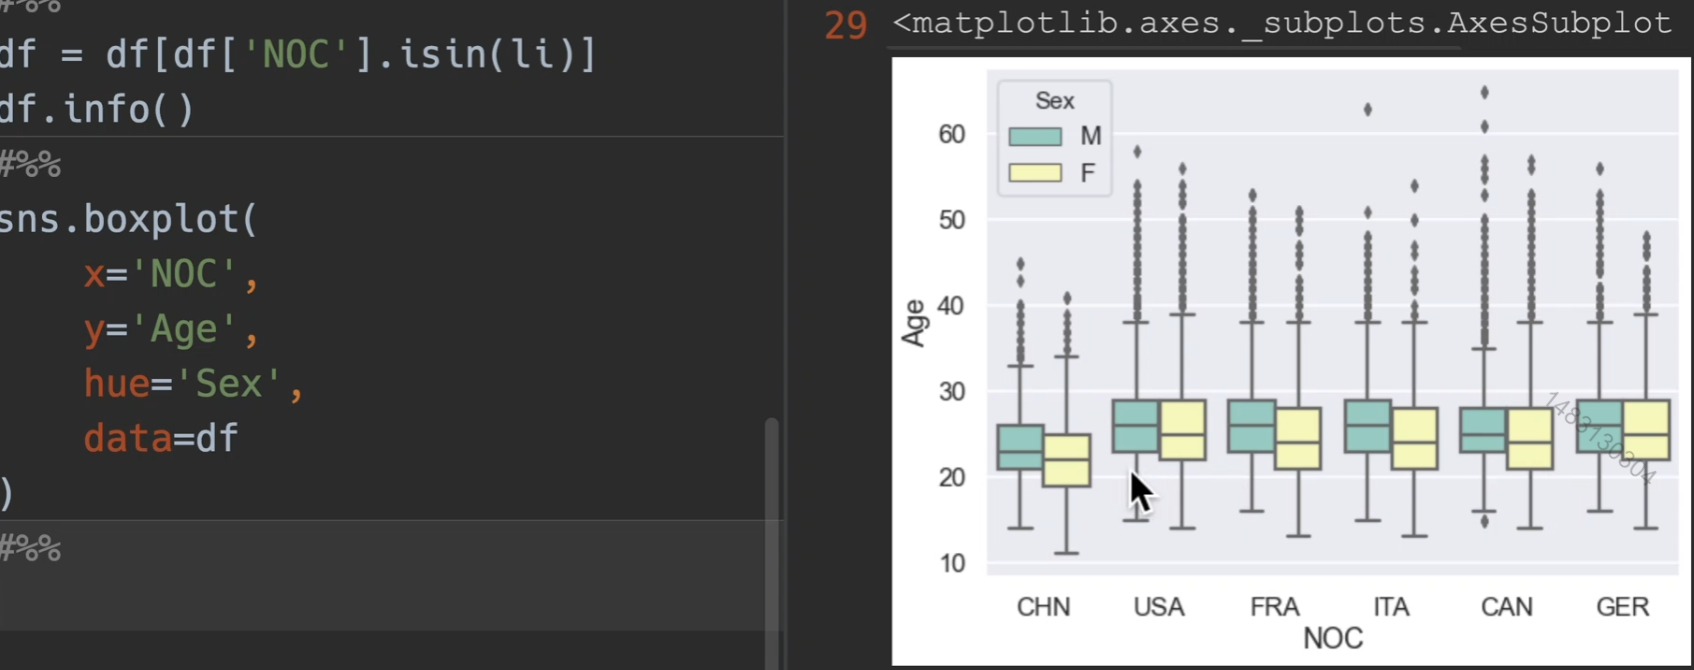 #%%
df = df[df['NOC'].isin(li)]
df.info()
#%%
sns.boxplot(
x='NOC',
y='Age',
hue='Sex',
data=df
)
#%%
29 <matplotlib.axes._subplots.AxesSubplot
Sex
M
F
60
50
40
30
20
10
Age
CHN USA FRA ITA CAN GER
NOC
1483130804